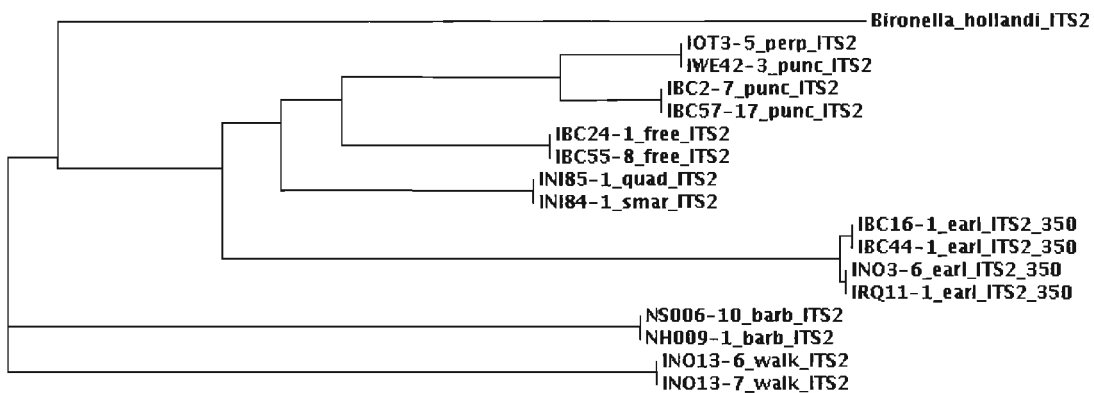 Bironella_hollandi_ITS2
IOT3-5_perp_ITS2
IWE42-3_punc_ITS2
IBC2-7_punc_ITS2
IBC57-17_punc_ITS2
IBC24-1_free_ITS2
IBC55-8_free_ITS2
INI85-1_quad_ITS2
INI84-1_smar_ITS2
IBC16-1_earl_ITS2_350
IBC44-1_earl_ITS2_350
INO3-6_earl_ITS2_350
IRQ11-1_earl_ITS2_350
NS006-10_barb_ITS2
NH009-1_barb_ITS2
INO13-6_walk_ITS2
INO13-7_walk_ITS2